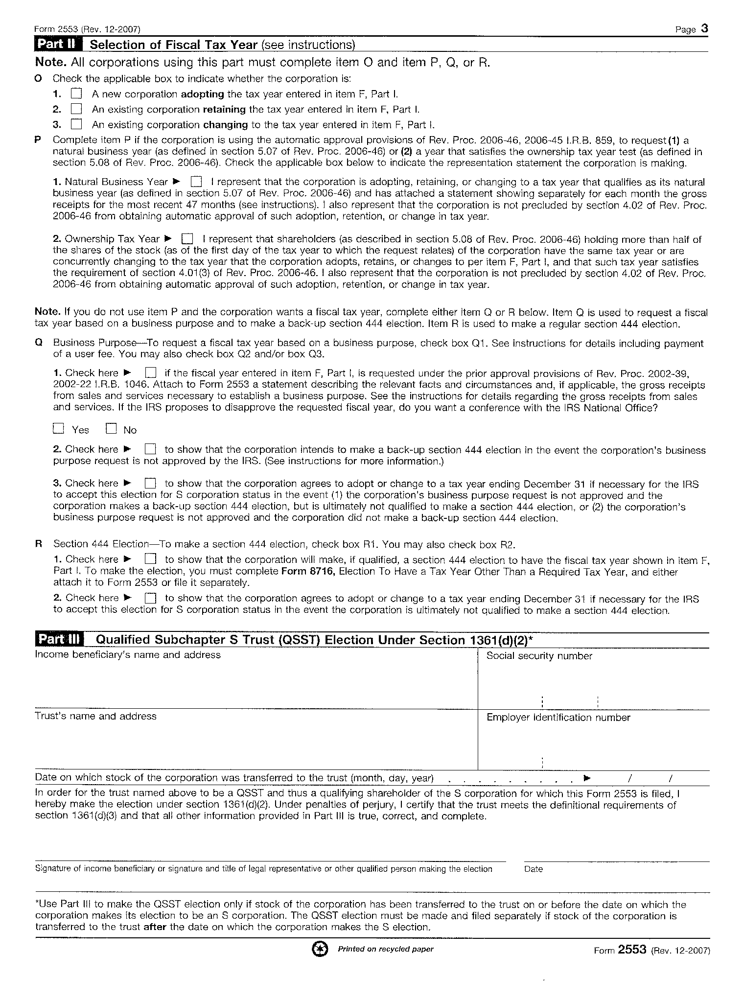 Form 2553 (Rev. 12-2007) Page 3
Part II Selection of Fiscal Tax Year (see instructions)
Note. All corporations using this part must complete item O and item P, Q, or R.
O Check the applicable box to indicate whether the corporation is:
1. ☐ A new corporation adopting the tax year entered in item F, Part I.
2. ☐ An existing corporation retaining the tax year entered in item F, Part I.
3. ☐ An existing corporation changing to the tax year entered in item F, Part I.
P Complete item P if the corporation is using the automatic approval provisions of Rev. Proc. 2006-46, 2006-45 I.R.B. 859, to request (1) a
natural business year (as defined in section 5.07 of Rev. Proc. 2006-46) or (2) a year that satisfies the ownership tax year test (as defined in
section 5.08 of Rev. Proc. 2006-46). Check the applicable box below to indicate the representation statement the corporation is making.
1. Natural Business Year ► ☐ I represent that the corporation is adopting, retaining, or changing to a tax year that qualifies as its natural
business year (as defined in section 5.07 of Rev. Proc. 2006-46) and has attached a statement showing separately for each month the gross
receipts for the most recent 47 months (see instructions). I also represent that the corporation is not precluded by section 4.02 of Rev. Proc.
2006-46 from obtaining automatic approval of such adoption, retention, or change in tax year.
2. Ownership Tax Year ► ☐ I represent that shareholders (as described in section 5.08 of Rev. Proc. 2006-46) holding more than half of
the shares of the stock (as of the first day of the tax year to which the request relates) of the corporation have the same tax year or are
concurrently changing to the tax year that the corporation adopts, retains, or changes to per item F, Part I, and that such tax year satisfies
the requirement of section 4.01(3) of Rev. Proc. 2006-46. I also represent that the corporation is not precluded by section 4.02 of Rev. Proc.
2006-46 from obtaining automatic approval of such adoption, retention, or change in tax year.
Note. If you do not use item P and the corporation wants a fiscal tax year, complete either item Q or R below. Item Q is used to request a fiscal
tax year based on a business purpose and to make a back-up section 444 election. Item R is used to make a regular section 444 election.
Q Business Purpose—To request a fiscal tax year based on a business purpose, check box Q1. See instructions for details including payment
of a user fee. You may also check box Q2 and/or box Q3.
1. Check here ► ☐ if the fiscal year entered in item F, Part I, is requested under the prior approval provisions of Rev. Proc. 2002-39,
2002-22 I.R.B. 1046. Attach to Form 2553 a statement describing the relevant facts and circumstances and, if applicable, the gross receipts
from sales and services necessary to establish a business purpose. See the instructions for details regarding the gross receipts from sales
and services. If the IRS proposes to disapprove the requested fiscal year, do you want a conference with the IRS National Office?
☐ Yes ☐ No
2. Check here ► ☐ to show that the corporation intends to make a back-up section 444 election in the event the corporation's business
purpose request is not approved by the IRS. (See instructions for more information.)
3. Check here ► ☐ to show that the corporation agrees to adopt or change to a tax year ending December 31 if necessary for the IRS
to accept this election for S corporation status in the event (1) the corporation's business purpose request is not approved and the
corporation makes a back-up section 444 election, but is ultimately not qualified to make a section 444 election, or (2) the corporation's
business purpose request is not approved and the corporation did not make a back-up section 444 election.
R Section 444 Election—To make a section 444 election, check box R1. You may also check box R2.
1. Check here ► ☐ to show that the corporation will make, if qualified, a section 444 election to have the fiscal tax year shown in item F,
Part I. To make the election, you must complete Form 8716, Election To Have a Tax Year Other Than a Required Tax Year, and either
attach it to Form 2553 or file it separately.
2. Check here ► ☐ to show that the corporation agrees to adopt or change to a tax year ending December 31 if necessary for the IRS
to accept this election for S corporation status in the event the corporation is ultimately not qualified to make a section 444 election.
Part III Qualified Subchapter S Trust (QSST) Election Under Section 1361(d)(2)*
Income beneficiary's name and address Social security number
Trust's name and address Employer identification number
Date on which stock of the corporation was transferred to the trust (month, day, year) . . . . . . . . . ► / /
In order for the trust named above to be a QSST and thus a qualifying shareholder of the S corporation for which this Form 2553 is filed, I
hereby make the election under section 1361(d)(2). Under penalties of perjury, I certify that the trust meets the definitional requirements of
section 1361(d)(3) and that all other information provided in Part III is true, correct, and complete.
Signature of income beneficiary or signature and title of legal representative or other qualified person making the election Date
*Use Part III to make the QSST election only if stock of the corporation has been transferred to the trust on or before the date on which the
corporation makes its election to be an S corporation. The QSST election must be made and filed separately if stock of the corporation is
transferred to the trust after the date on which the corporation makes the S election.
Printed on recycled paper Form 2553 (Rev. 12-2007)